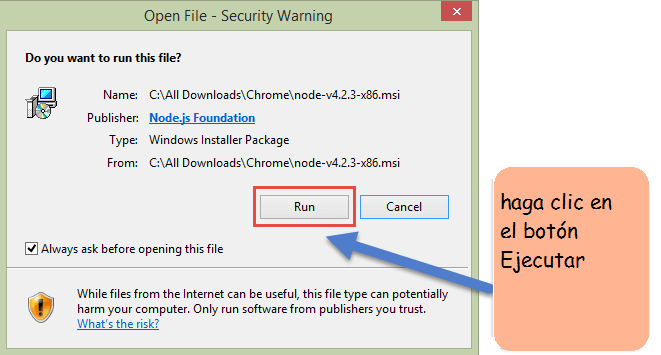 Open File - Security Warning
Do you want to run this file?
Name: C:\All Downloads\Chrome\node-v4.2.3-x86.msi
Publisher: Node.js Foundation
Type: Windows Installer Package
From: C:\All Downloads\Chrome\node-v4.2.3-x86.msi
Run Cancel
Always ask before opening this file
While files from the Internet can be useful, this file type can potentially
harm your computer. Only run software from publishers you trust.
What's the risk?
haga clic en
el botón
Ejecutar